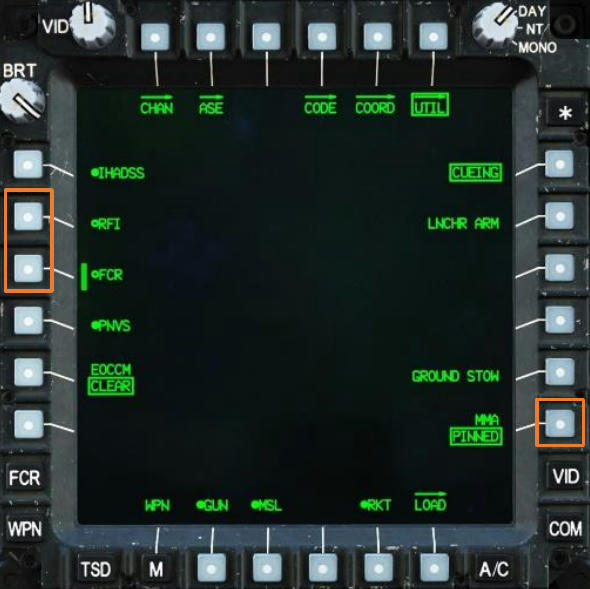 VID
DAY
NT
MONO
BRT
CHAN ASE CODE COORD UTIL
*
IHADSS CUEING
RFI LNCHR ARM
FCR
PNVS
EOCCM
CLEAR
GROUND STOW
MMA
PINNED
FCR VID
WPN GUN MSL RKT LOAD
WPN COM
TSD M A/C